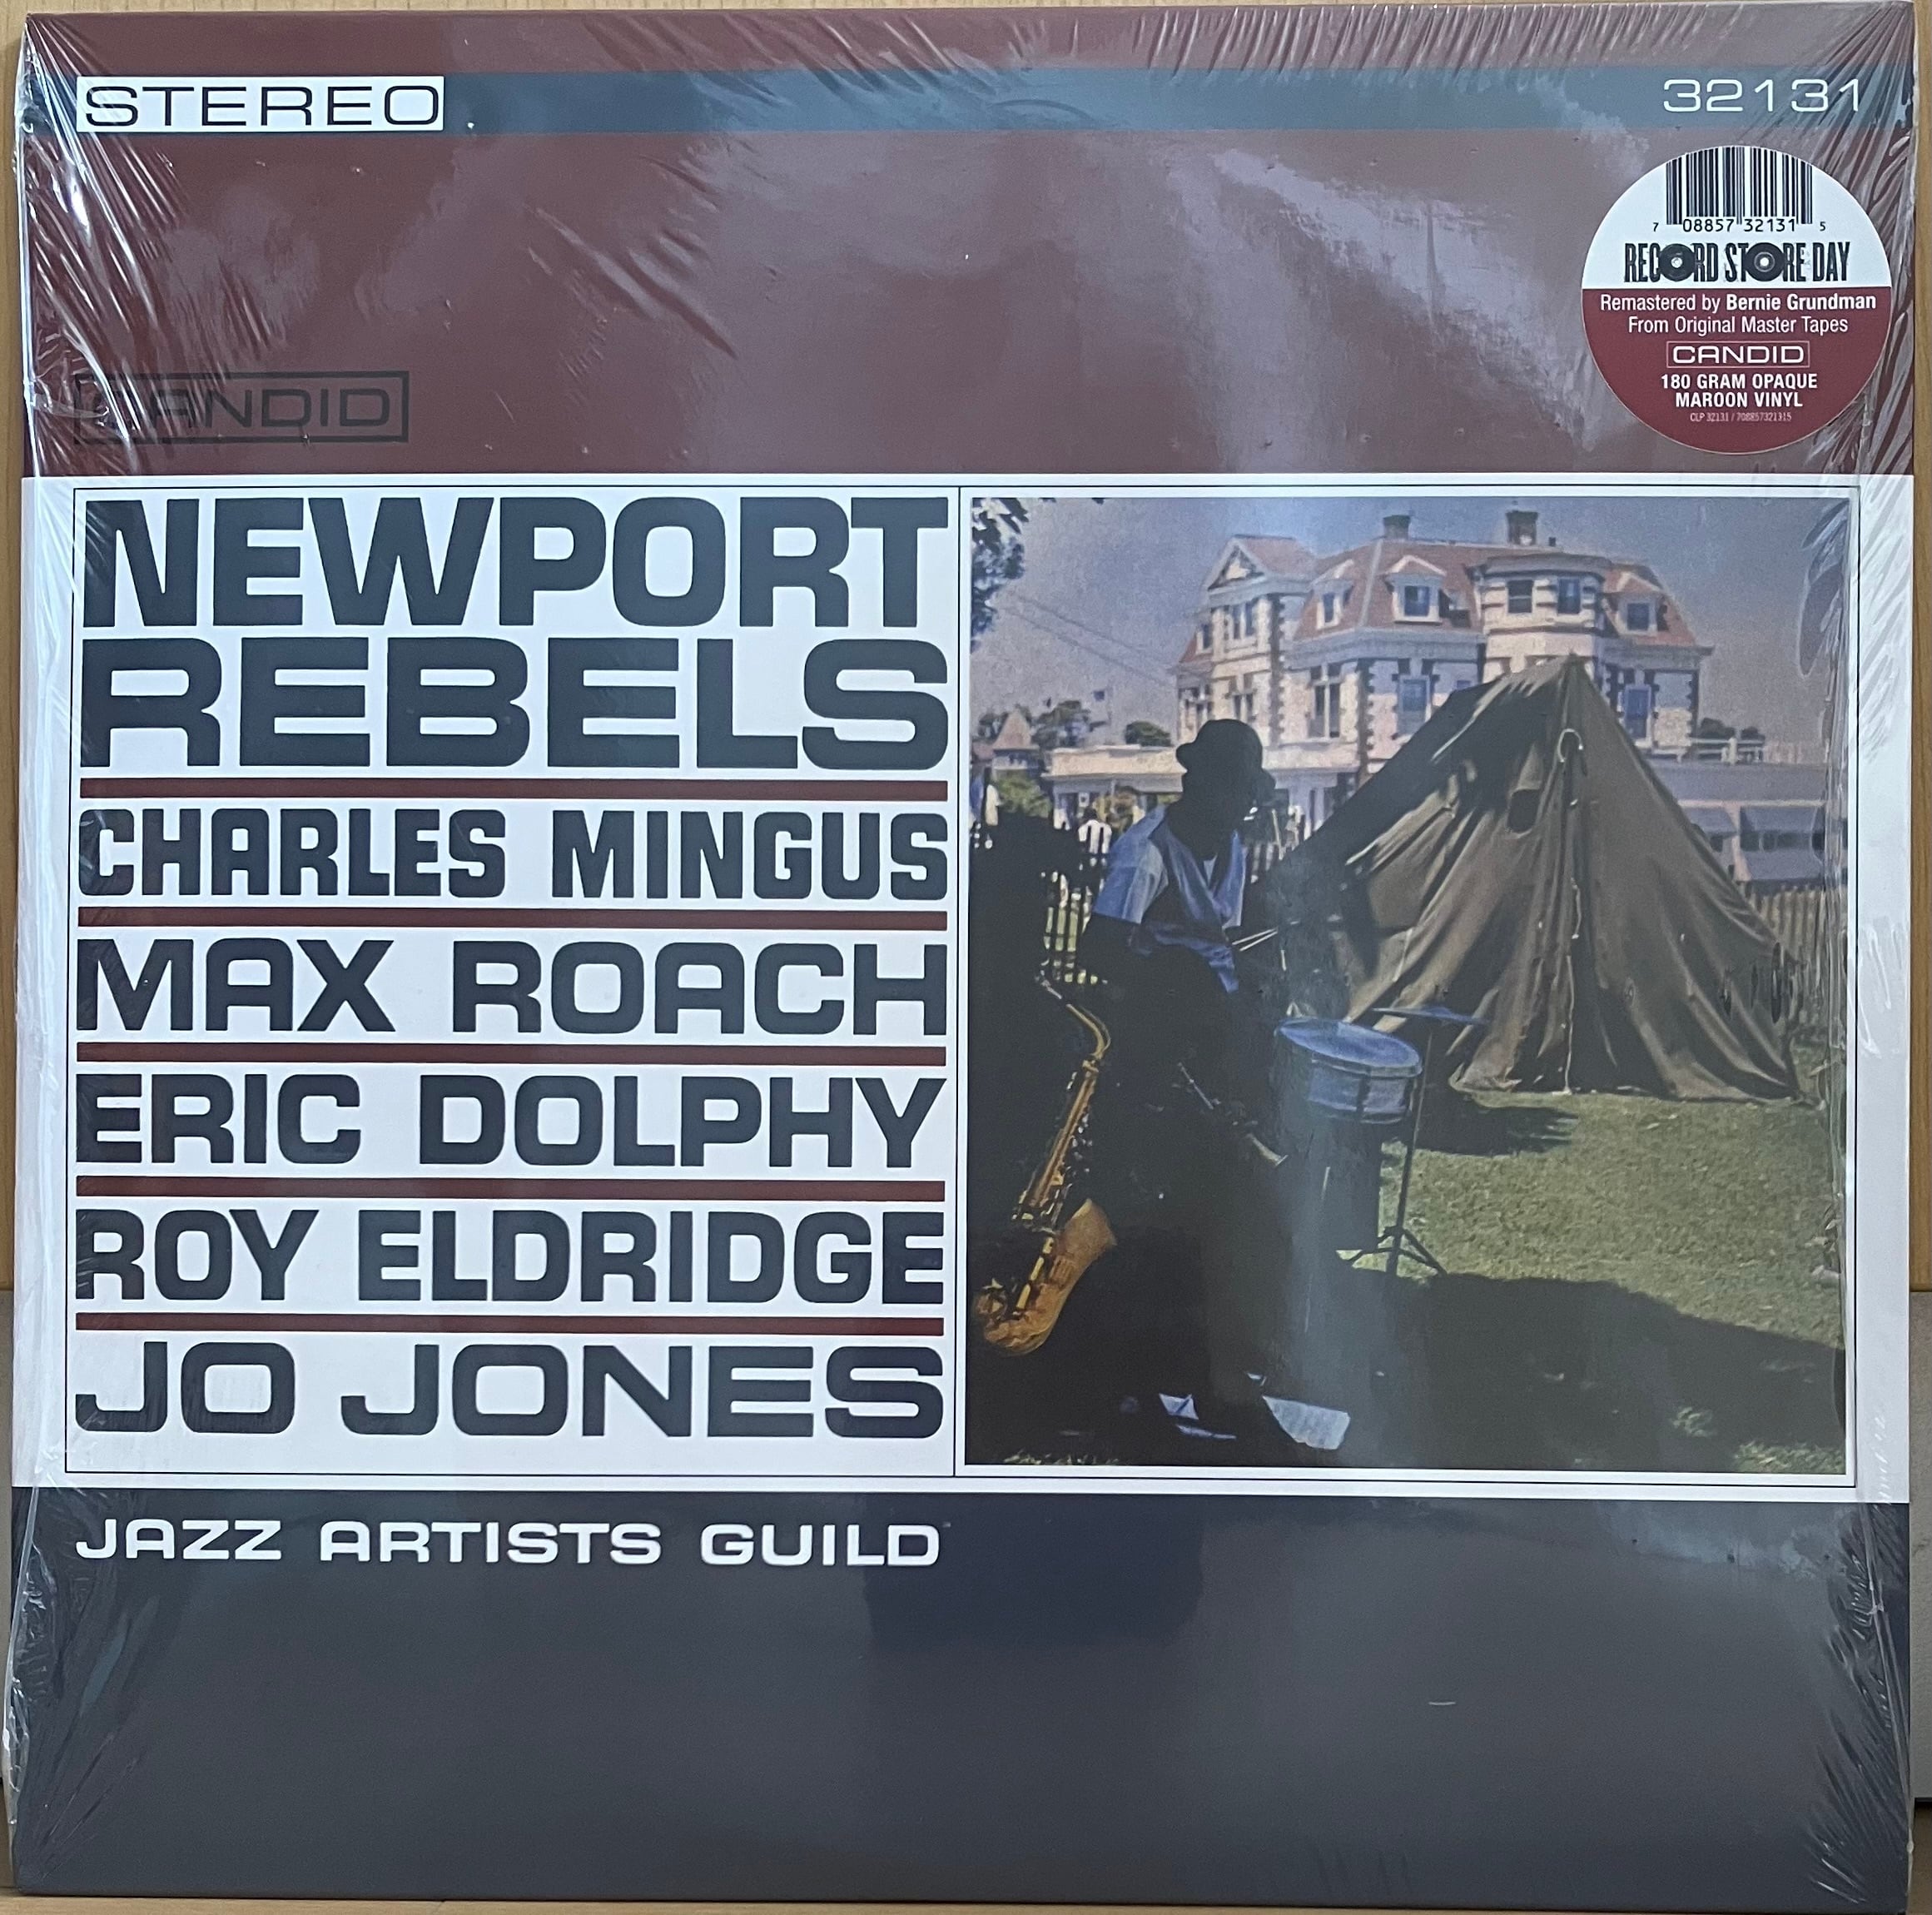 STEREO
32131
7 08857 32131 5
RECORD STORE DAY
Remastered by Bernie Grundman
From Original Master Tapes
CANDID
180 GRAM OPAQUE
MAROON VINYL
CLP 32131 / 708857321315
CANDID
NEWPORT
REBELS
CHARLES MINGUS
MAX ROACH
ERIC DOLPHY
ROY ELDRIDGE
JO JONES
JAZZ ARTISTS GUILD